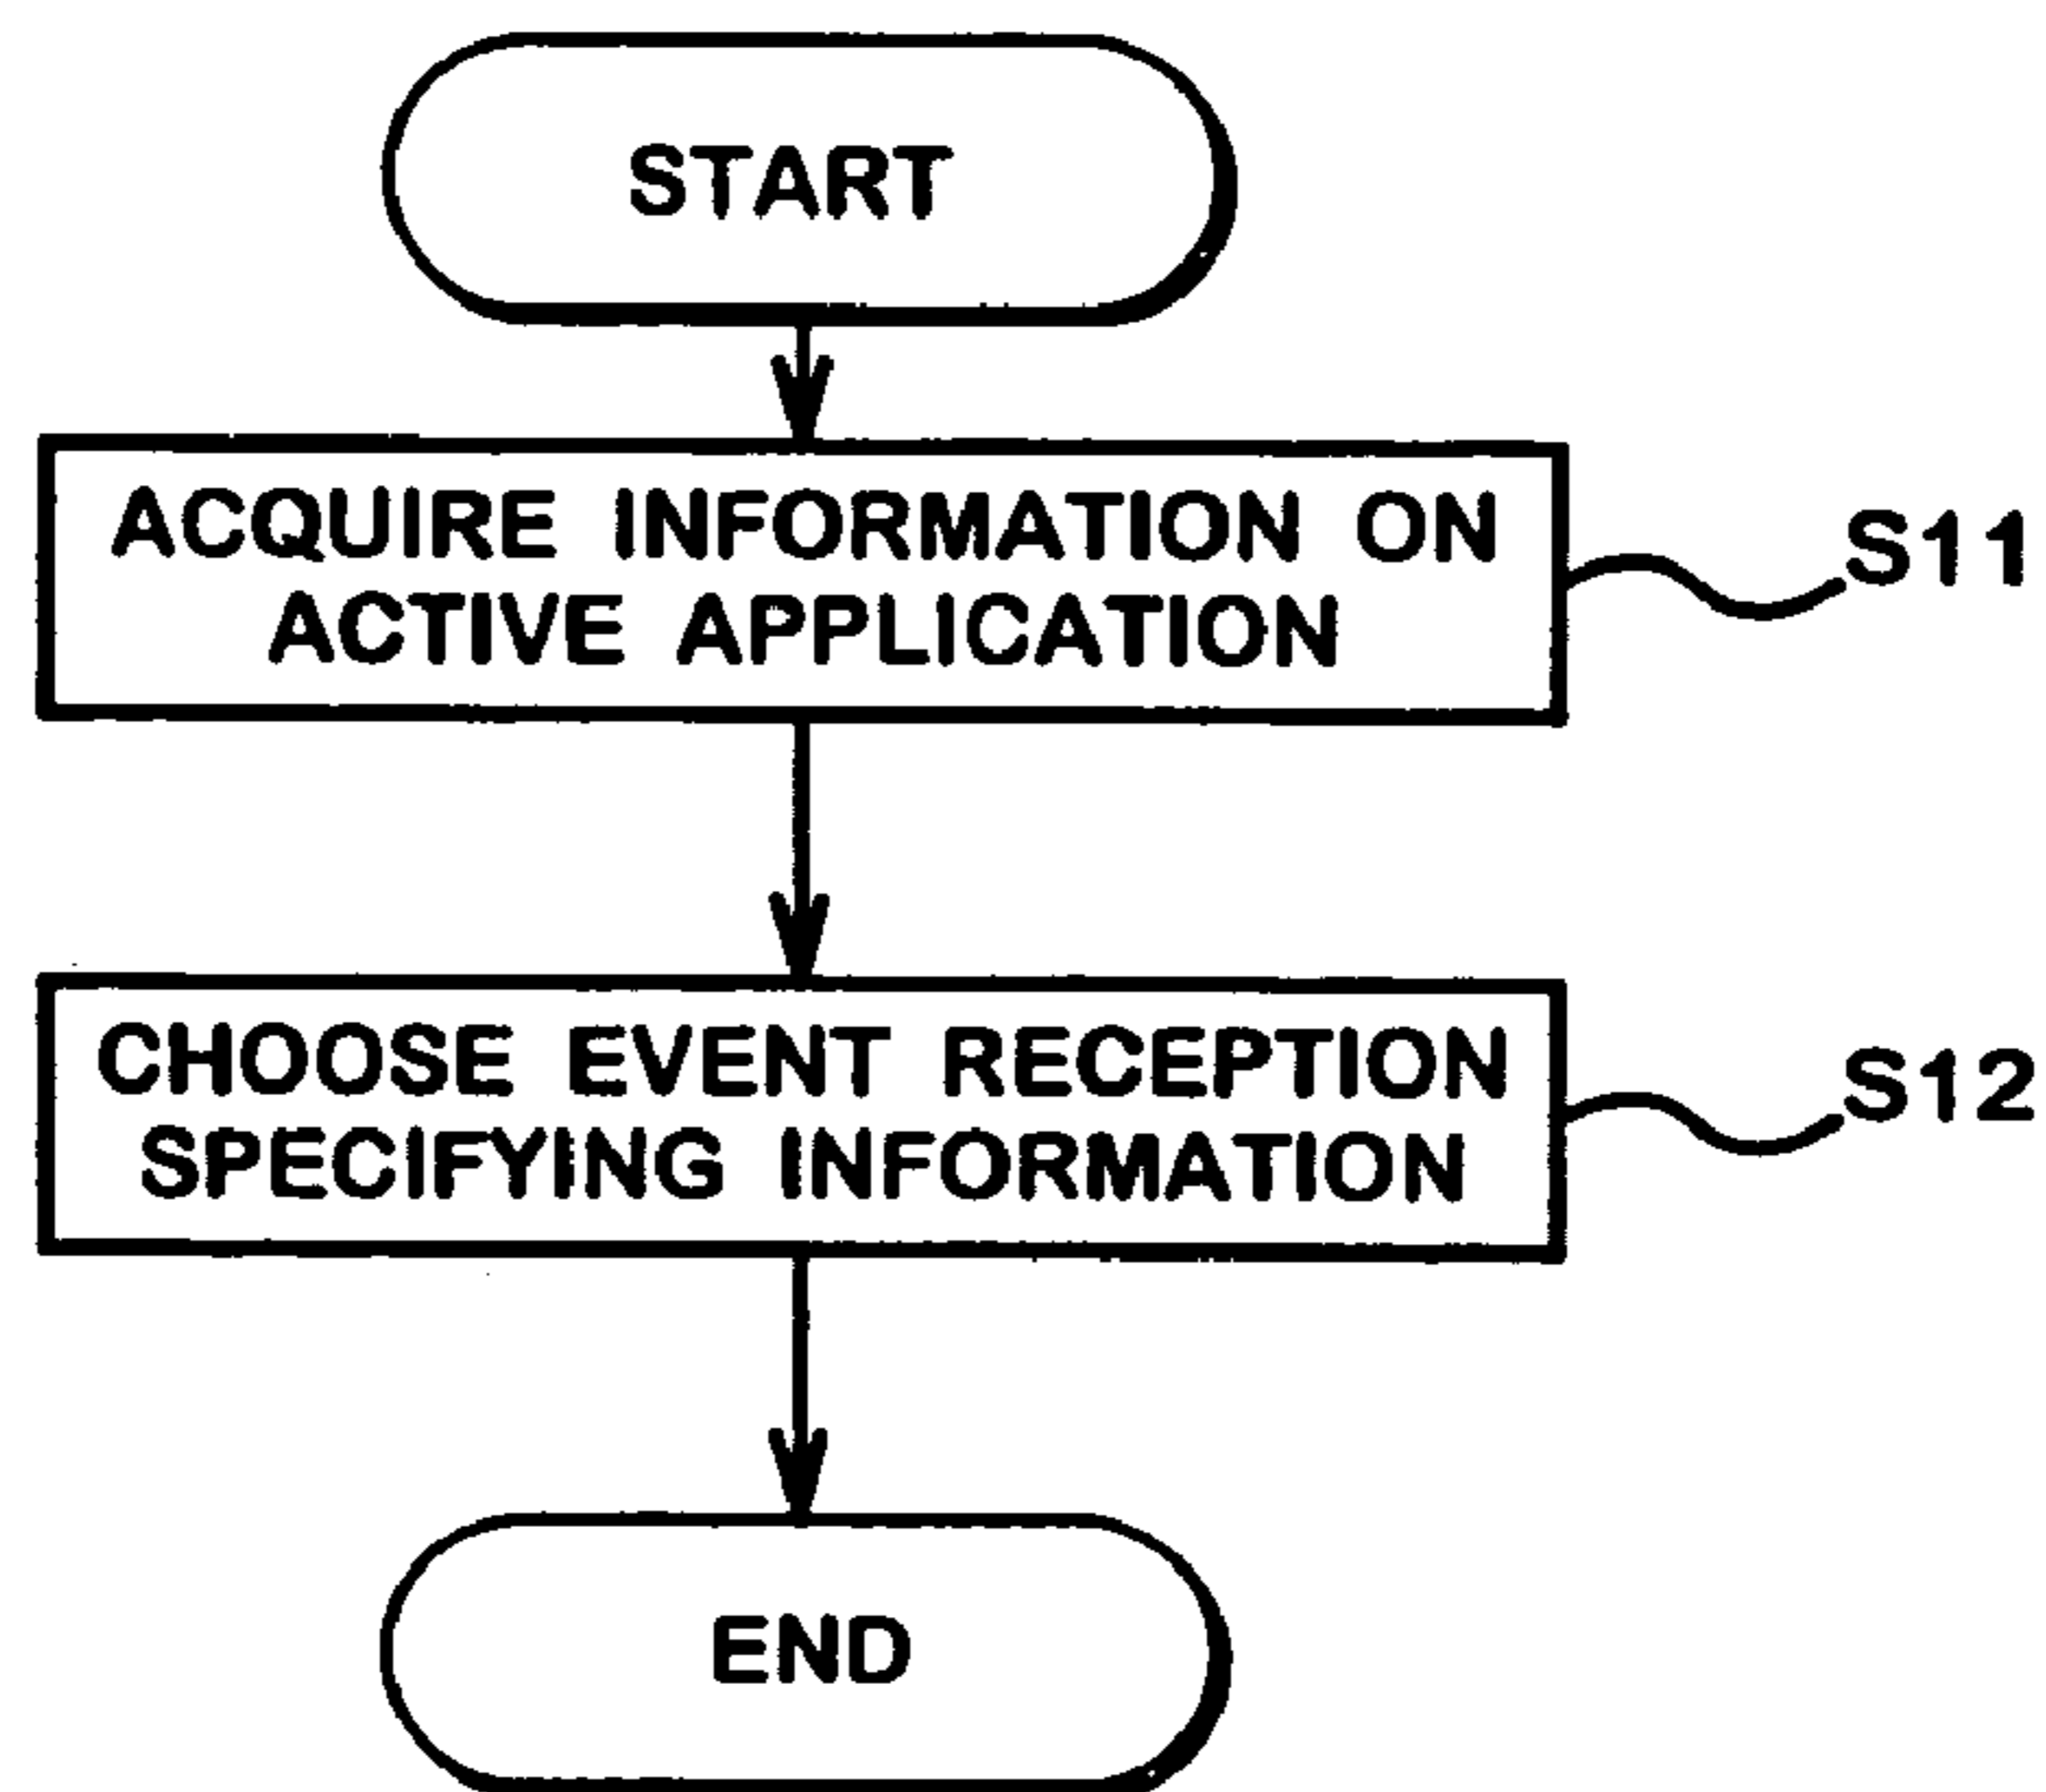 START
ACQUIRE INFORMATION ON
ACTIVE APPLICATION
S11
CHOOSE EVENT RECEPTION
SPECIFYING INFORMATION
S12
END